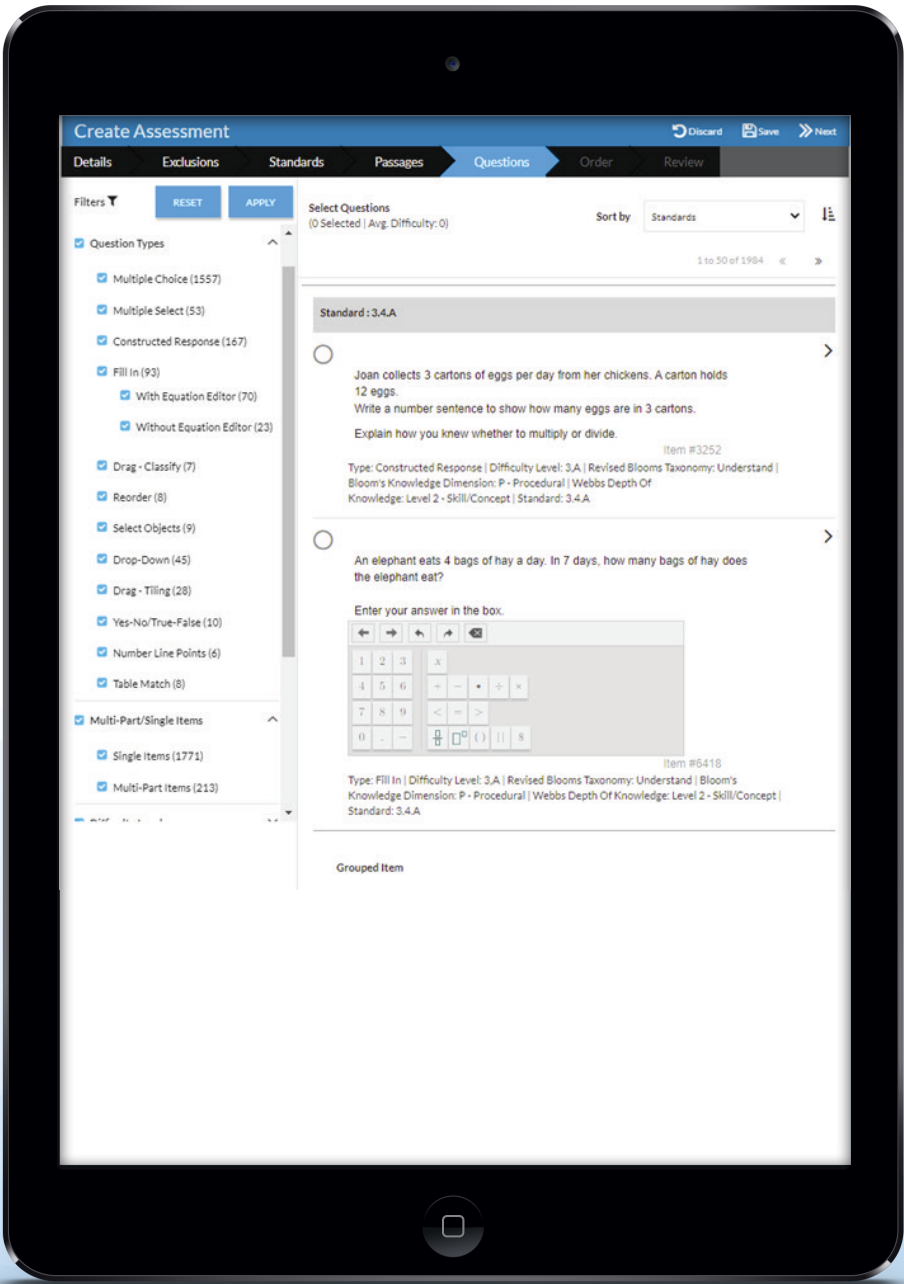 Create Assessment
Discard Save Next
Details Exclusions Standards Passages Questions Order Review
Filters RESET APPLY
Question Types
Multiple Choice (1557)
Multiple Select (53)
Constructed Response (167)
Fill In (93)
With Equation Editor (70)
Without Equation Editor (23)
Drag - Classify (7)
Reorder (8)
Select Objects (9)
Drop-Down (45)
Drag - Tiling (28)
Yes-No/True-False (10)
Number Line Points (6)
Table Match (8)
Multi-Part/Single Items
Single Items (1771)
Multi-Part Items (213)
Select Questions
(0 Selected | Avg. Difficulty: 0)
Sort by Standards
1 to 50 of 1984 « »
Standard : 3.4.A
Joan collects 3 cartons of eggs per day from her chickens. A carton holds
12 eggs.
Write a number sentence to show how many eggs are in 3 cartons.
Explain how you knew whether to multiply or divide.
Item #3252
Type: Constructed Response | Difficulty Level: 3,A | Revised Blooms Taxonomy: Understand |
Bloom's Knowledge Dimension: P - Procedural | Webbs Depth Of
Knowledge: Level 2 - Skill/Concept | Standard: 3.4.A
An elephant eats 4 bags of hay a day. In 7 days, how many bags of hay does
the elephant eat?
Enter your answer in the box.
1 2 3 x
4 5 6 + − • ÷ ×
7 8 9 < = >
0 . − () || $
Item #6418
Type: Fill In | Difficulty Level: 3,A | Revised Blooms Taxonomy: Understand | Bloom's
Knowledge Dimension: P - Procedural | Webbs Depth Of Knowledge: Level 2 - Skill/Concept |
Standard: 3.4.A
Grouped Item